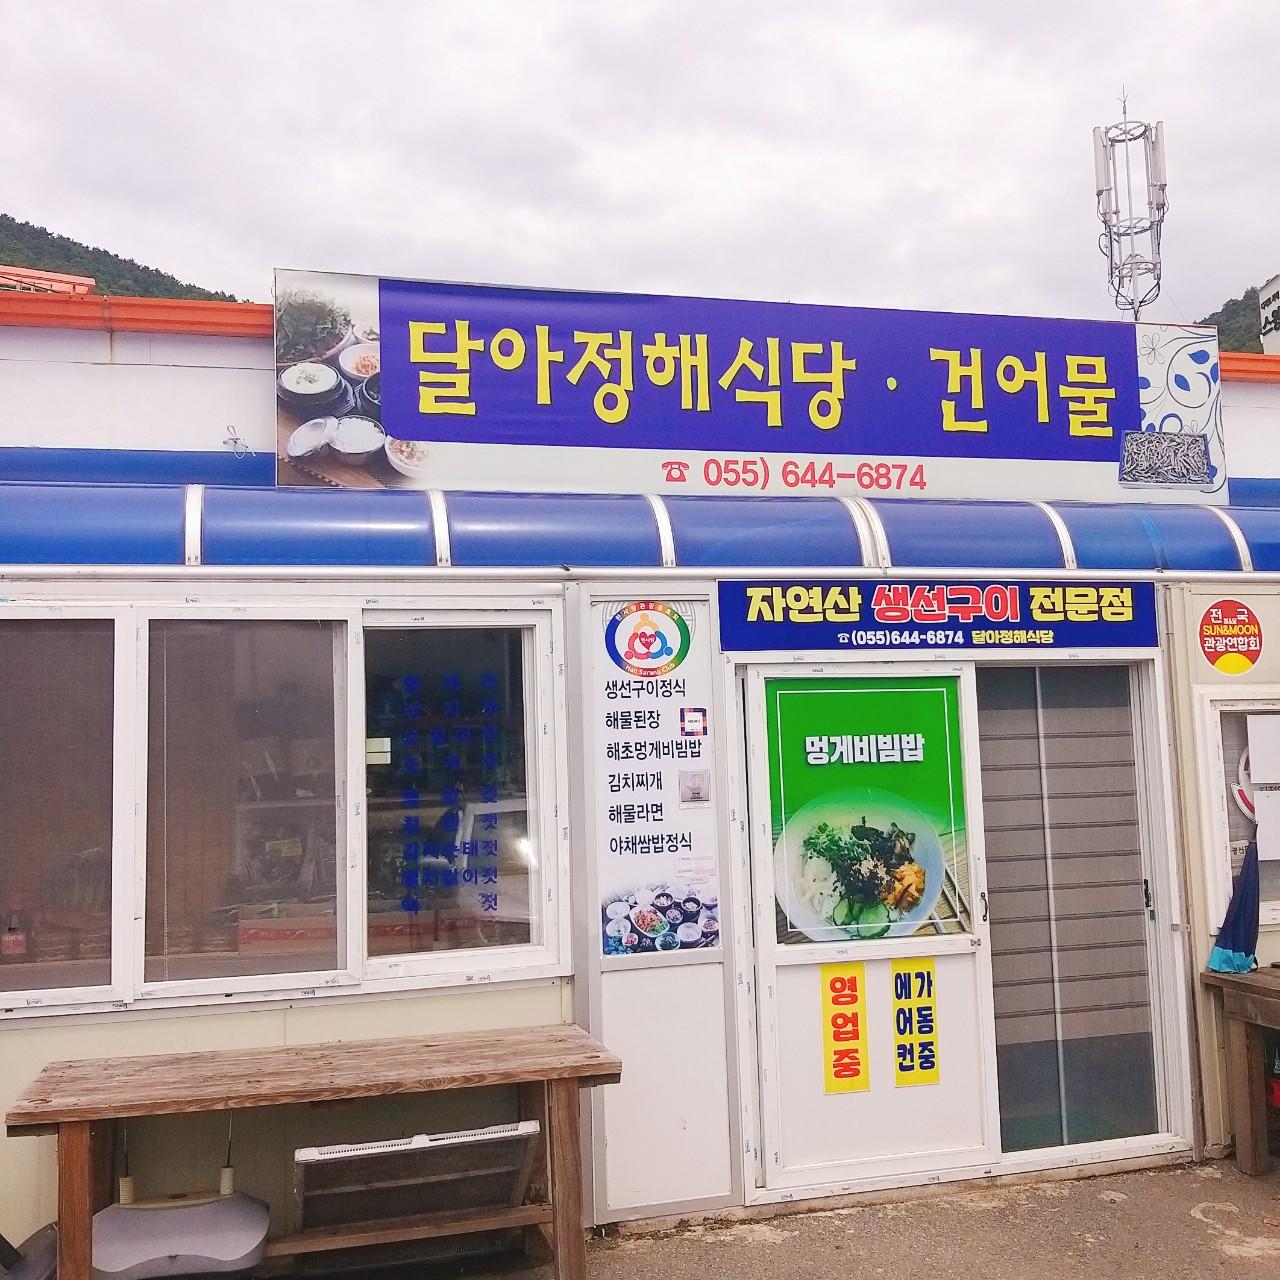 달아정해식당 · 건어물
☎ 055) 644-6874
자연산 생선구이 전문점
☎(055)644-6874 달아정해식당
Han Sarang Club
생선구이정식
해물된장
해초멍게비빔밥
김치찌개
해물라면
야채쌈밥정식
멍게비빔밥
영업중
에어컨
가동중
전국
SUN&MOON
관광연합회